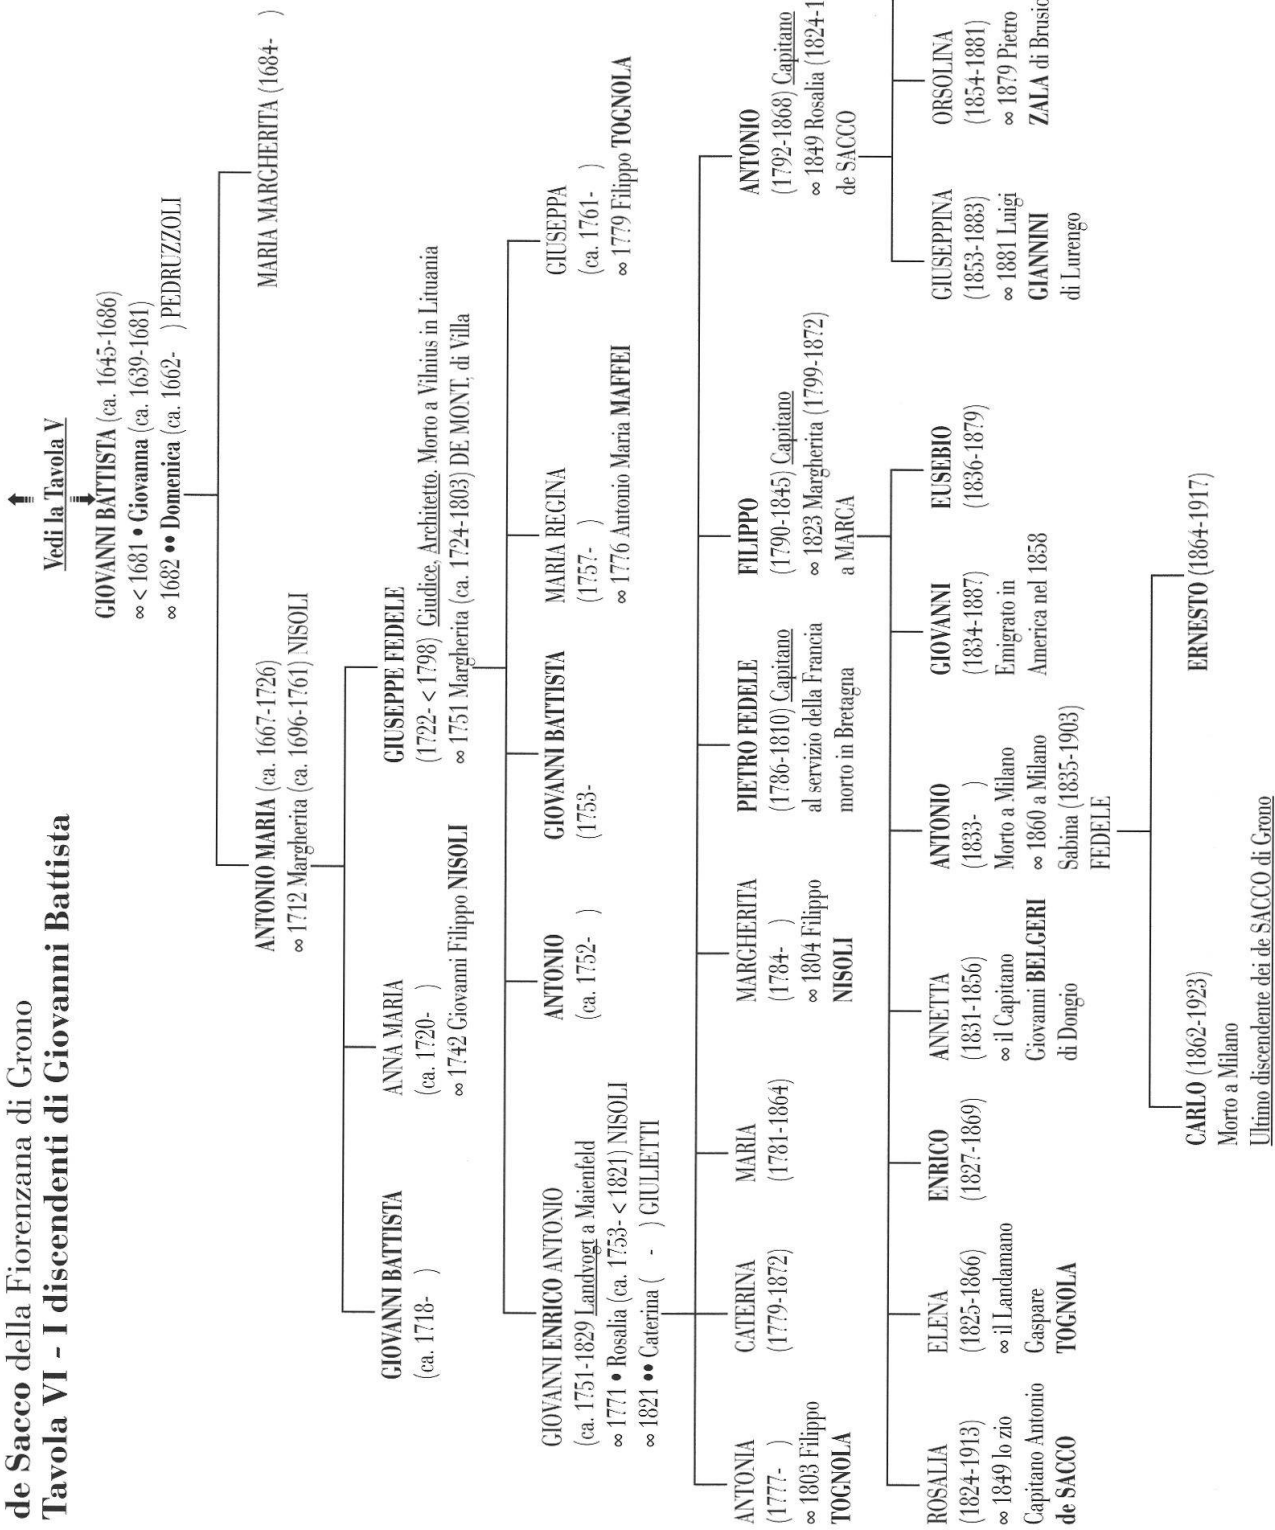 de Sacco della Fiorenzana di Grono
Tavola VI - I discendenti di Giovanni Battista
Vedi la Tavola V
GIOVANNI BATTISTA (ca. 1645-1686)
∞ < 1681 • Giovanna (ca. 1639-1681)
∞ 1682 •• Domenica (ca. 1662- ) PEDRUZZOLI
ANTONIO MARIA (ca. 1667-1726)
∞ 1712 Margherita (ca. 1696-1761) NISOLI
MARIA MARGHERITA (1684- )
GIOVANNI BATTISTA
(ca. 1718- )
ANNA MARIA
(ca. 1720- )
∞ 1742 Giovanni Filippo NISOLI
GIUSEPPE FEDELE
(1722- < 1798) Giudice, Architetto. Morto a Vilnius in Lituania
∞ 1751 Margherita (ca. 1724-1803) DE MONT, di Villa
GIOVANNI ENRICO ANTONIO
(ca. 1751-1829 Landvogt a Maienfeld
∞ 1771 • Rosalia (ca. 1753- < 1821) NISOLI
∞ 1821 •• Caterina ( - ) GIULIETTI
ANTONIO
(ca. 1752- )
GIOVANNI BATTISTA
(1753-
MARIA REGINA
(1757- )
∞ 1776 Antonio Maria MAFFEI
GIUSEPPA
(ca. 1761- )
∞ 1779 Filippo TOGNOLA
ANTONIA
(1777- )
∞ 1803 Filippo
TOGNOLA
CATERINA
(1779-1872)
MARIA
(1781-1864)
MARGHERITA
(1784- )
∞ 1804 Filippo
NISOLI
PIETRO FEDELE
(1786-1810) Capitano
al servizio della Francia
morto in Bretagna
FILIPPO
(1790-1845) Capitano
∞ 1823 Margherita (1799-1872)
a MARCA
ANTONIO
(1792-1868) Capitano
∞ 1849 Rosalia (1824-1
de SACCO
ROSALIA
(1824-1913)
∞ 1849 lo zio
Capitano Antonio
de SACCO
ELENA
(1825-1866)
∞ il Landamano
Gaspare
TOGNOLA
ENRICO
(1827-1869)
ANNETTA
(1831-1856)
∞ il Capitano
Giovanni BELGERI
di Dongio
ANTONIO
(1833- )
Morto a Milano
∞ 1860 a Milano
Sabina (1835-1903)
FEDELE
GIOVANNI
(1834-1887)
Emigrato in
America nel 1858
EUSEBIO
(1836-1879)
GIUSEPPINA
(1853-1883)
∞ 1881 Luigi
GIANNINI
di Lurengo
ORSOLINA
(1854-1881)
∞ 1879 Pietro
ZALA di Brusio
CARLO (1862-1923)
Morto a Milano
Ultimo discendente dei de SACCO di Grono
ERNESTO (1864-1917)